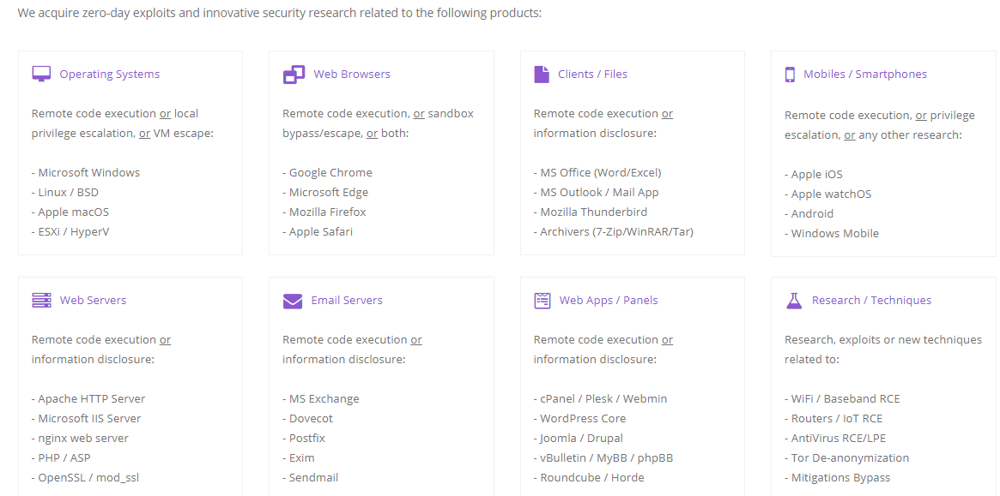 We acquire zero-day exploits and innovative security research related to the following products:
Operating Systems
Remote code execution or local
privilege escalation, or VM escape:
- Microsoft Windows
- Linux / BSD
- Apple macOS
- ESXi / HyperV
Web Browsers
Remote code execution, or sandbox
bypass/escape, or both:
- Google Chrome
- Microsoft Edge
- Mozilla Firefox
- Apple Safari
Clients / Files
Remote code execution or
information disclosure:
- MS Office (Word/Excel)
- MS Outlook / Mail App
- Mozilla Thunderbird
- Archivers (7-Zip/WinRAR/Tar)
Mobiles / Smartphones
Remote code execution, or privilege
escalation, or any other research:
- Apple iOS
- Apple watchOS
- Android
- Windows Mobile
Web Servers
Remote code execution or
information disclosure:
- Apache HTTP Server
- Microsoft IIS Server
- nginx web server
- PHP / ASP
- OpenSSL / mod_ssl
Email Servers
Remote code execution or
information disclosure:
- MS Exchange
- Dovecot
- Postfix
- Exim
- Sendmail
Web Apps / Panels
Remote code execution or
information disclosure:
- cPanel / Plesk / Webmin
- WordPress Core
- Joomla / Drupal
- vBulletin / MyBB / phpBB
- Roundcube / Horde
Research / Techniques
Research, exploits or new techniques
related to:
- WiFi / Baseband RCE
- Routers / IoT RCE
- AntiVirus RCE/LPE
- Tor De-anonymization
- Mitigations Bypass